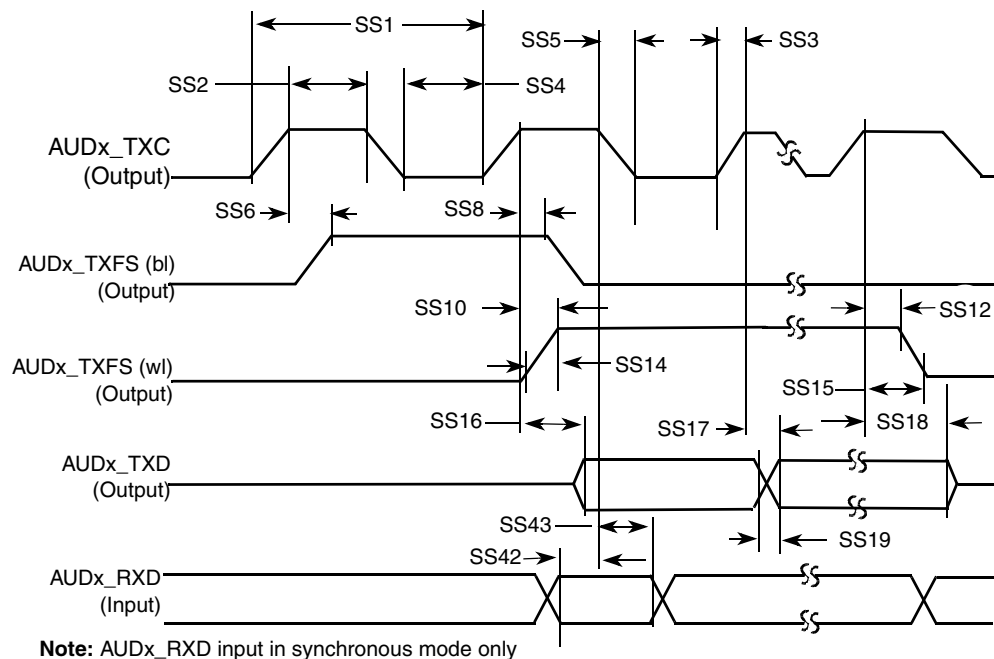 SS1
SS5
SS3
SS2
SS4
AUDx_TXC
(Output)
SS6
SS8
AUDx_TXFS (bl)
(Output)
SS10
SS12
AUDx_TXFS (wl)
(Output)
SS14
SS15
SS16
SS17
SS18
AUDx_TXD
(Output)
SS43
SS19
SS42
AUDx_RXD
(Input)
Note: AUDx_RXD input in synchronous mode only